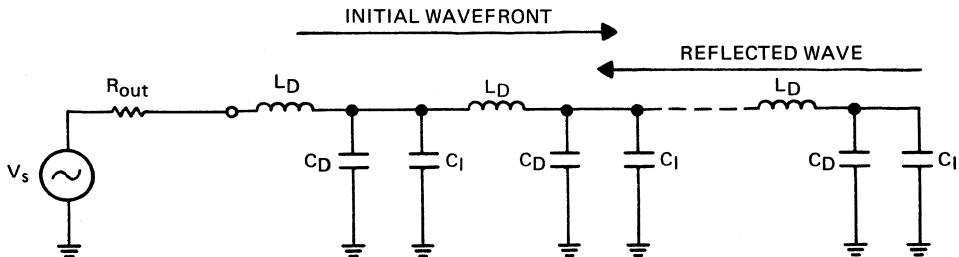 INITIAL WAVEFRONT
REFLECTED WAVE
Rout
LD
LD
LD
Vs
CD
CI
CD
CI
CD
CI